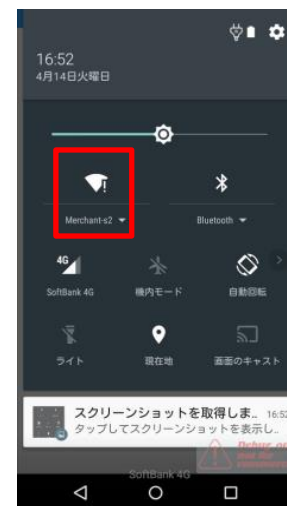 16:52
4月14日火曜日
Merchant-s2
Bluetooth
4G
SoftBank 4G
機内モード
自動回転
ライト
現在地
画面のキャスト
スクリーンショットを取得しま… 16:52
タップしてスクリーンショットを表示し…
Debug on
SoftBank 4G